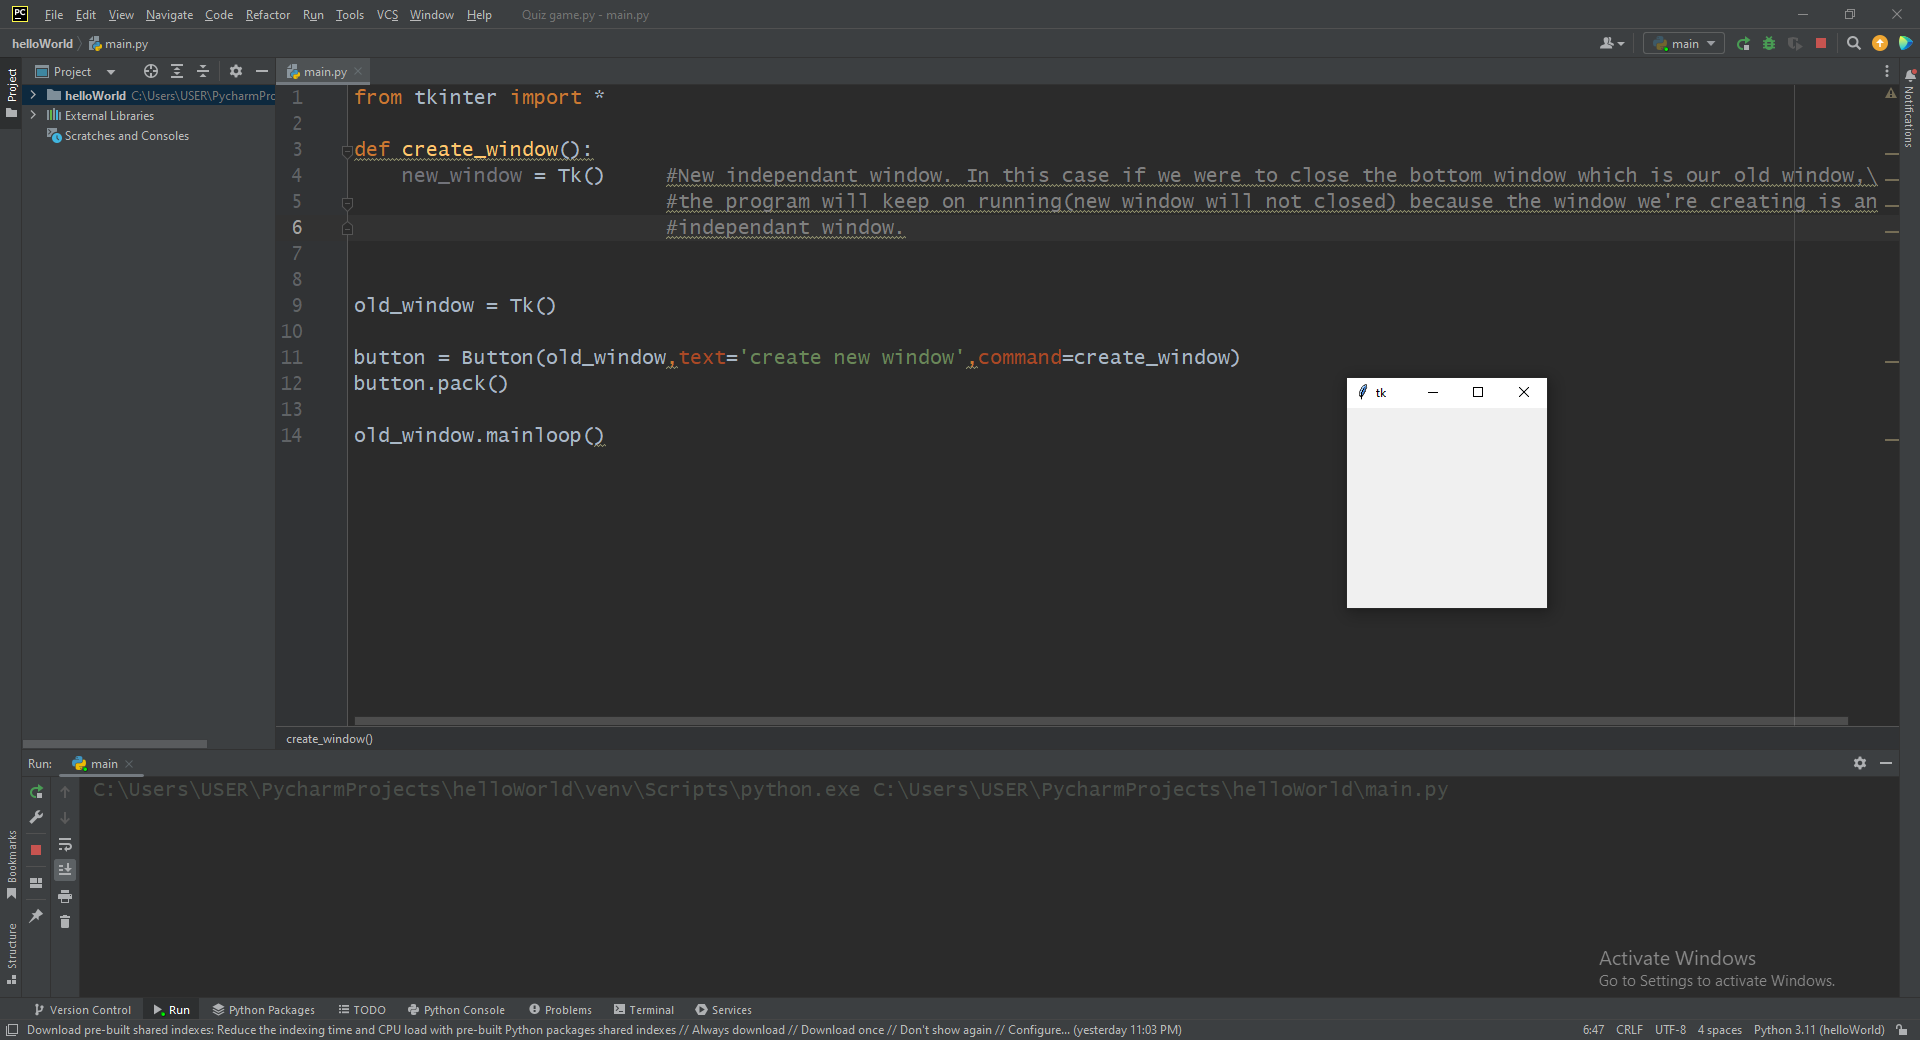 PC File Edit View Navigate Code Refactor Run Tools VCS Window Help Quiz game.py - main.py
helloWorld main.py main
Project main.py
Project
helloWorld C:\Users\USER\PycharmPro
External Libraries
Scratches and Consoles
1 from tkinter import *
2
3 def create_window():
4 new_window = Tk() #New independant window. In this case if we were to close the bottom window which is our old window,\
5 #the program will keep on running(new window will not closed) because the window we're creating is an
6 #independant window.
7
8
9 old_window = Tk()
10
11 button = Button(old_window,text='create new window',command=create_window)
12 button.pack()
13
14 old_window.mainloop()
tk
Notifications
create_window()
Run: main
C:\Users\USER\PycharmProjects\helloWorld\venv\Scripts\python.exe C:\Users\USER\PycharmProjects\helloWorld\main.py
Bookmarks
Structure
Activate Windows
Go to Settings to activate Windows.
Version Control Run Python Packages TODO Python Console Problems Terminal Services
Download pre-built shared indexes: Reduce the indexing time and CPU load with pre-built Python packages shared indexes // Always download // Download once // Don't show again // Configure... (yesterday 11:03 PM) 6:47 CRLF UTF-8 4 spaces Python 3.11 (helloWorld)